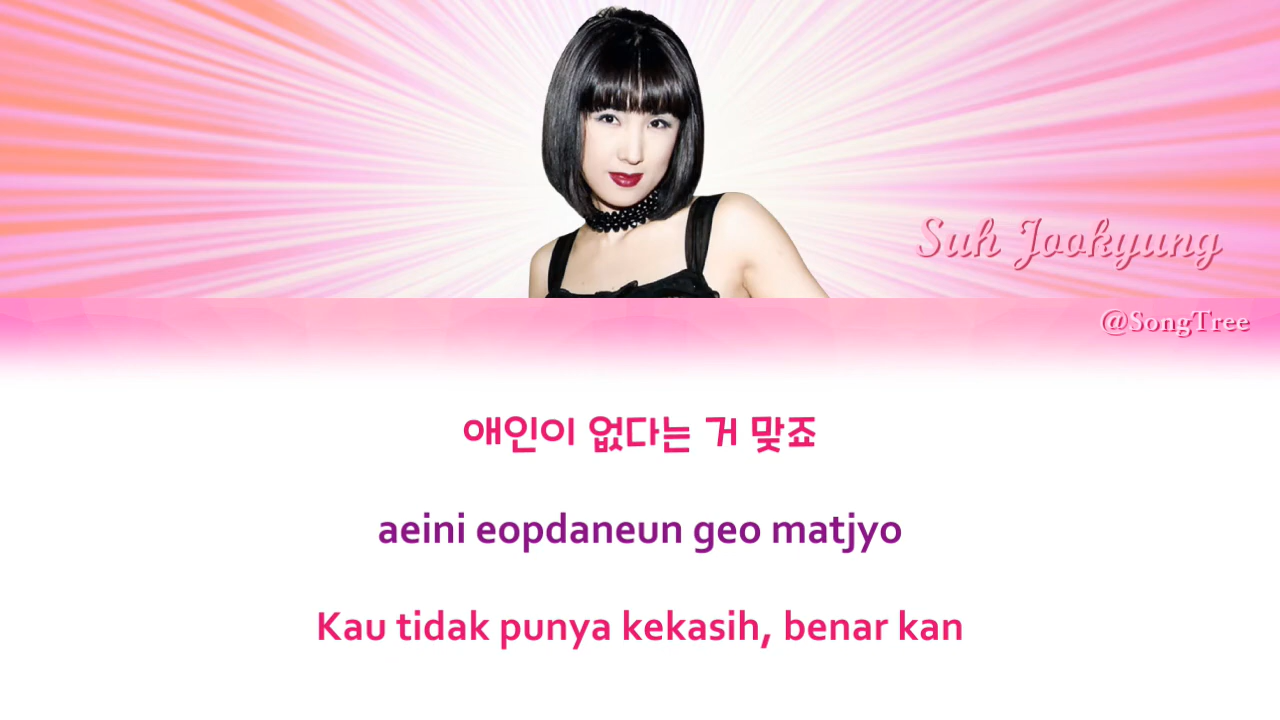 Suh Jookyung
@SongTree
애인이 없다는 거 맞죠
aeini eopdaneun geo matjyo
Kau tidak punya kekasih, benar kan